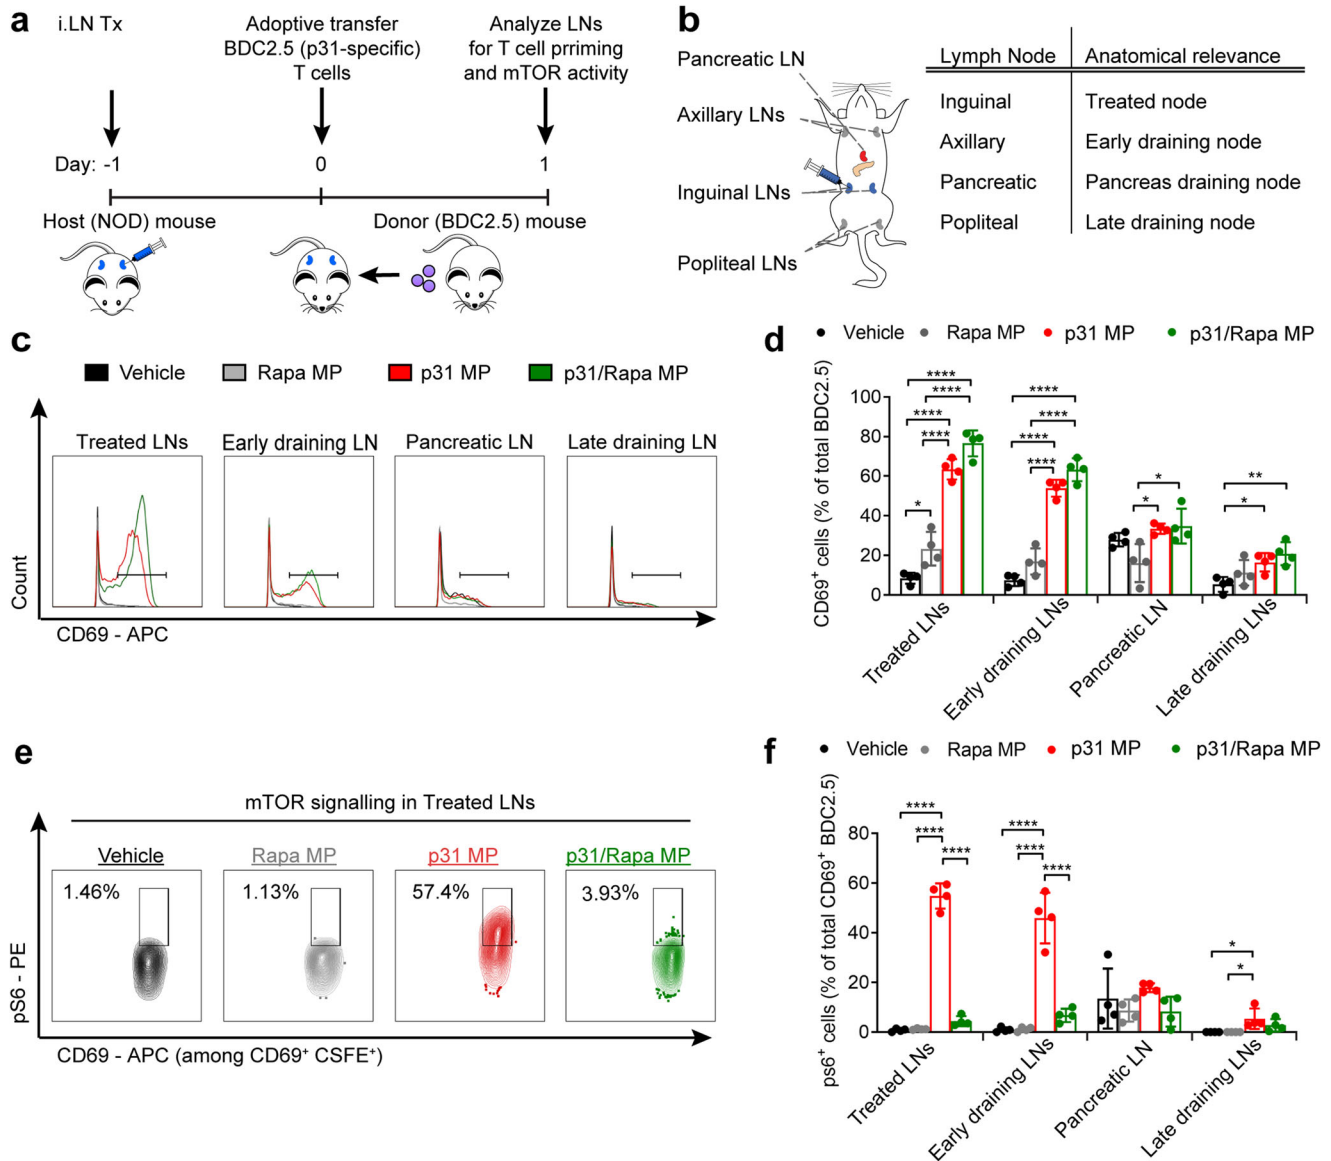 a
i.LN Tx
Adoptive transfer
BDC2.5 (p31-specific)
T cells
Analyze LNs
for T cell prriming
and mTOR activity
Day: -1
0
1
Host (NOD) mouse
Donor (BDC2.5) mouse
b
Pancreatic LN
Axillary LNs
Inguinal LNs
Popliteal LNs
Lymph Node Anatomical relevance
Inguinal Treated node
Axillary Early draining node
Pancreatic Pancreas draining node
Popliteal Late draining node
c
Vehicle Rapa MP p31 MP p31/Rapa MP
Treated LNs Early draining LN Pancreatic LN Late draining LN
Count
CD69 - APC
d
Vehicle Rapa MP p31 MP p31/Rapa MP
CD69⁺ cells (% of total BDC2.5)
100
80
60
40
20
0
****
****
****
****
*
****
****
****
****
*
*
**
*
Treated LNs
Early draining LNs
Pancreatic LN
Late draining LNs
e
mTOR signalling in Treated LNs
Vehicle Rapa MP p31 MP p31/Rapa MP
1.46% 1.13% 57.4% 3.93%
pS6 - PE
CD69 - APC (among CD69⁺ CSFE⁺)
f
Vehicle Rapa MP p31 MP p31/Rapa MP
ps6⁺ cells (% of total CD69⁺ BDC2.5)
80
60
40
20
0
****
****
****
****
****
****
*
*
Treated LNs
Early draining LNs
Pancreatic LN
Late draining LNs